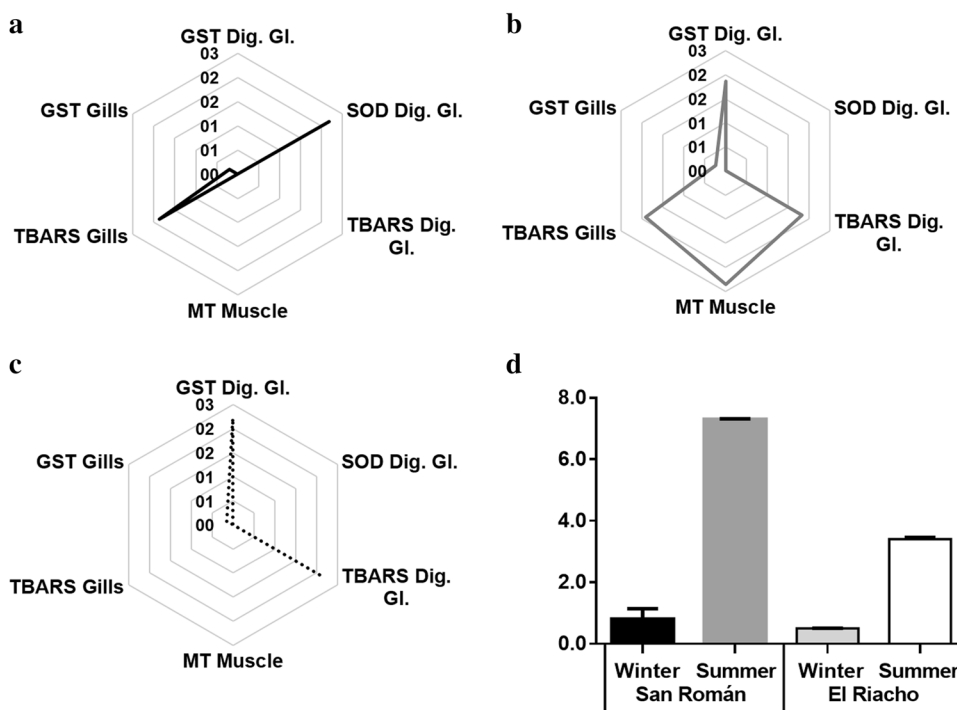 a
GST Dig. Gl.
03
02
02
01
01
00
SOD Dig. Gl.
TBARS Dig.
Gl.
MT Muscle
TBARS Gills
GST Gills
b
GST Dig. Gl.
03
02
02
01
01
00
SOD Dig. Gl.
TBARS Dig.
Gl.
MT Muscle
TBARS Gills
GST Gills
c
GST Dig. Gl.
03
02
02
01
01
00
SOD Dig. Gl.
TBARS Dig.
Gl.
MT Muscle
TBARS Gills
GST Gills
d
8.0
6.0
4.0
2.0
0.0
Winter Summer Winter Summer
San Román El Riacho